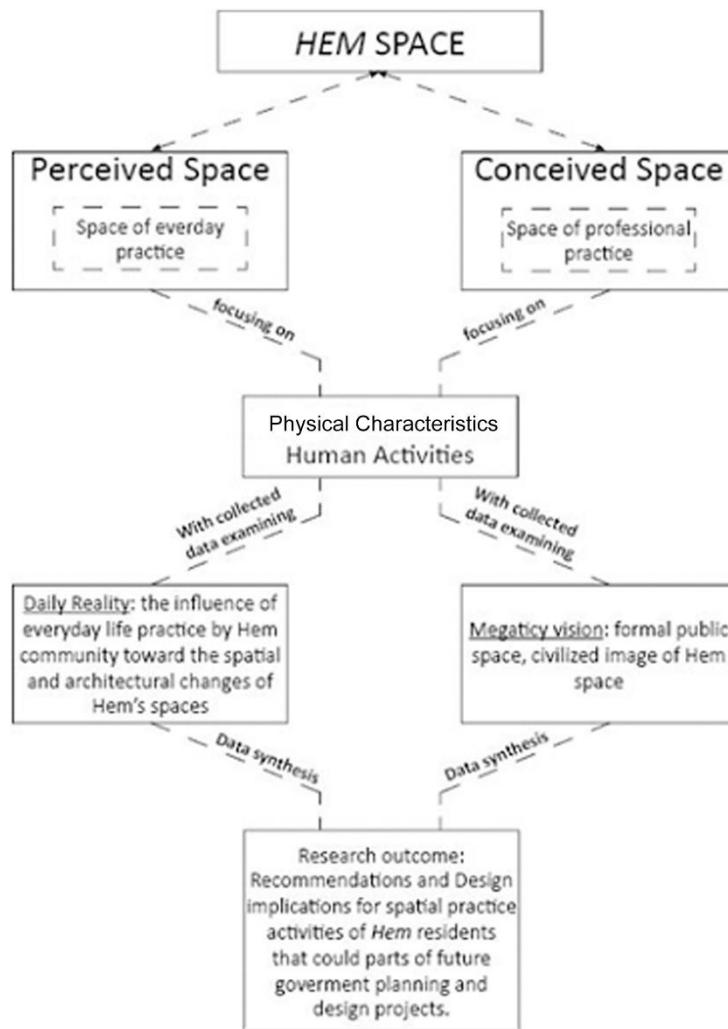 HEM SPACE
Perceived Space
Space of everday
practice
Conceived Space
Space of professional
practice
focusing on
focusing on
Physical Characteristics
Human Activities
With collected
data examining
With collected
data examining
Daily Reality: the influence of
everyday life practice by Hem
community toward the spatial
and architectural changes of
Hem's spaces
Megaticy vision: formal public
space, civilized image of Hem
space
Data synthesis
Data synthesis
Research outcome:
Recommendations and Design
implications for spatial practice
activities of Hem residents
that could parts of future
goverment planning and
design projects.